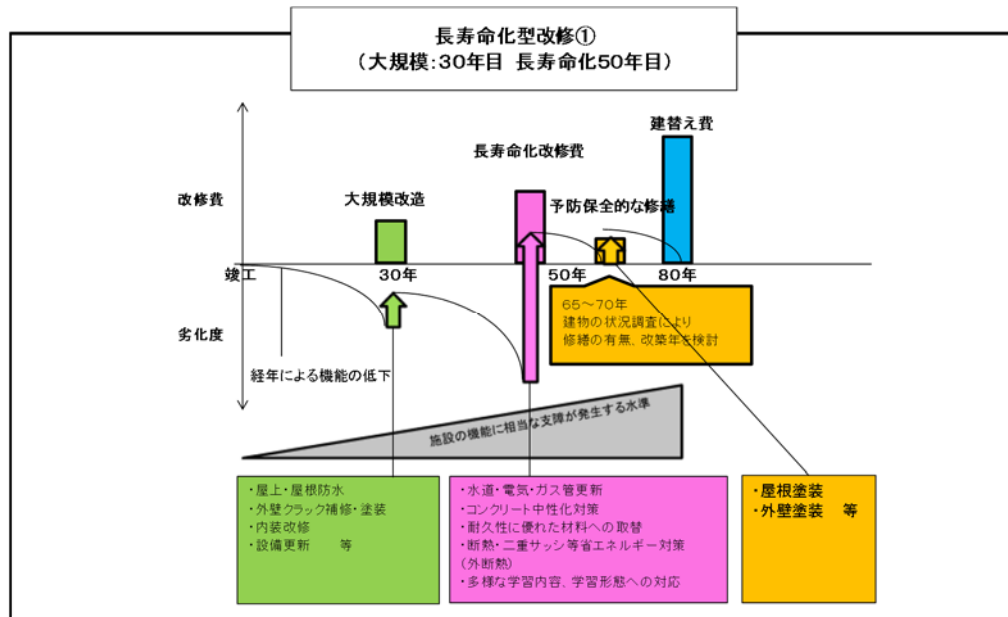 長寿命化型改修①
（大規模：30年目 長寿命化50年目）
建替え費
長寿命化改修費
改修費
大規模改造
予防保全的な修繕
竣工
30年
50年
80年
65～70年
建物の状況調査により
修繕の有無、改築年を検討
劣化度
経年による機能の低下
施設の機能に相当な支障が発生する水準
・屋上・屋根防水
・外壁クラック補修・塗装
・内装改修
・設備更新　　等
・水道・電気・ガス管更新
・コンクリート中性化対策
・耐久性に優れた材料への取替
・断熱・二重サッシ等省エネルギー対策
（外断熱）
・多様な学習内容、学習形態への対応
・屋根塗装
・外壁塗装　等